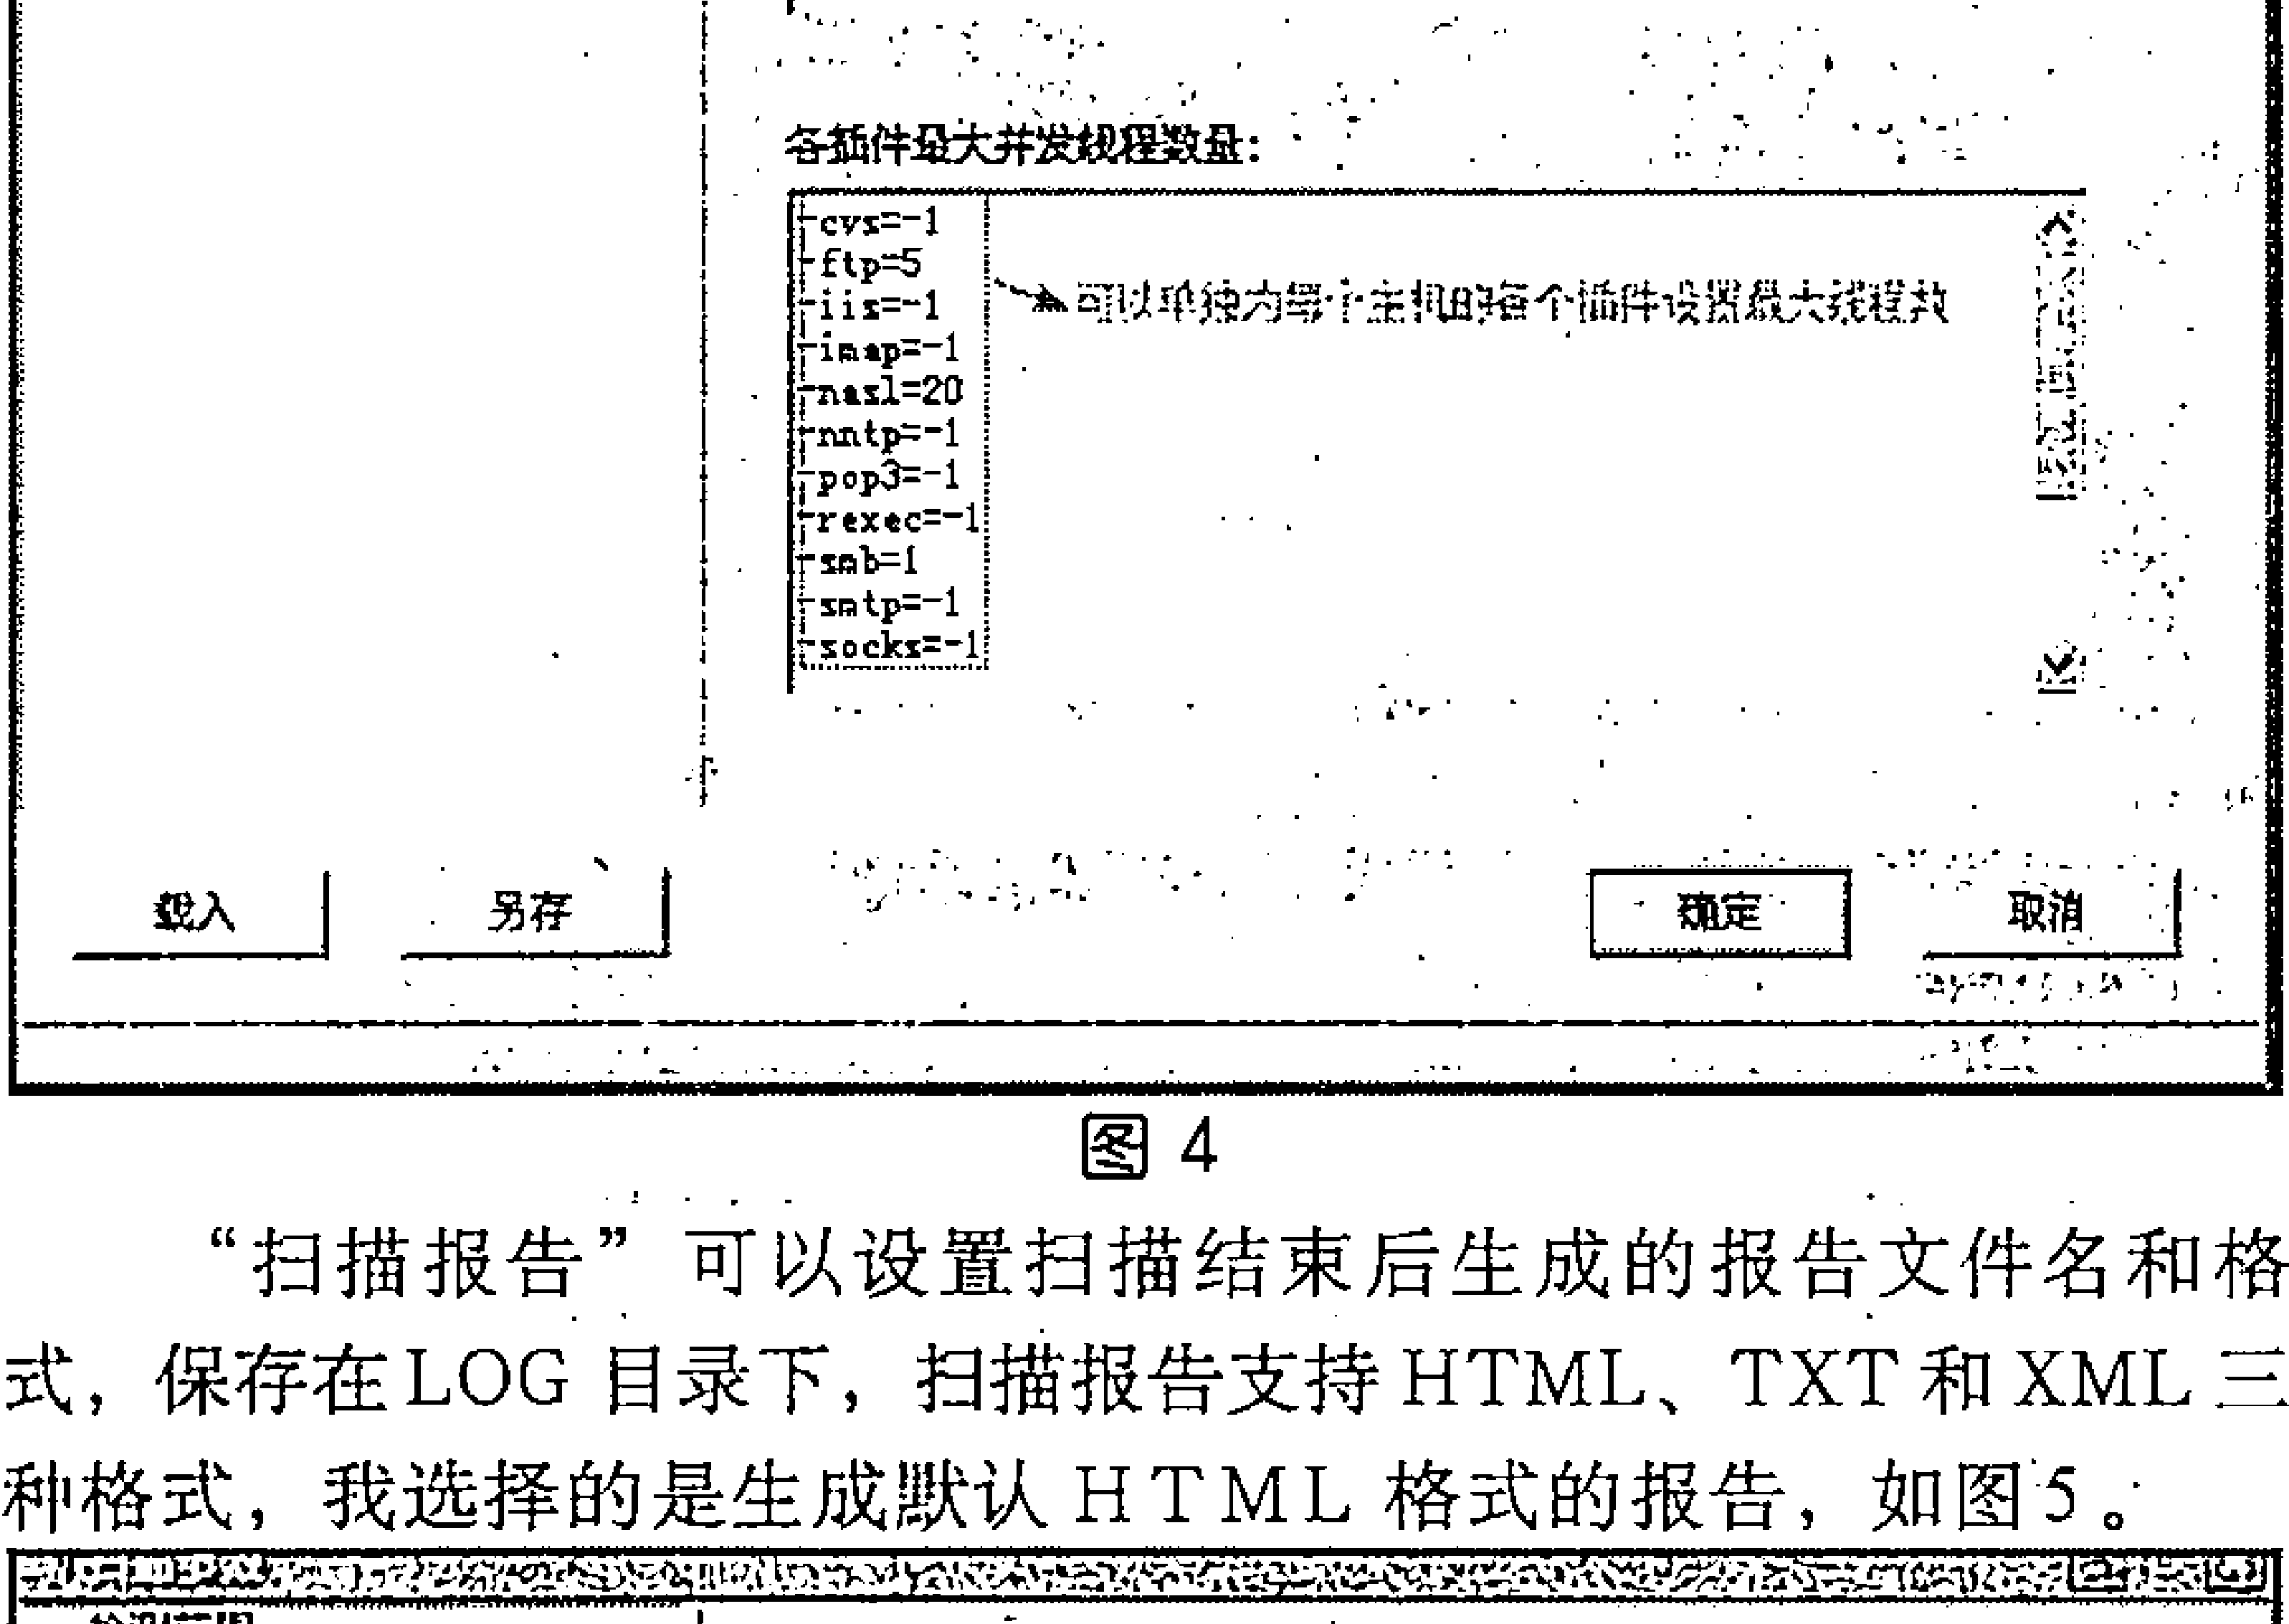 各插件最大并发线程数量：
cvs=-1
ftp=5
可以单独为每个主机的每个插件设置最大线程数
iis=-1
imap=-1
nasl=20
nntp=-1
pop3=-1
rexec=-1
smb=1
smtp=-1
socks=-1
载入 另存 确定 取消
图 4
“扫描报告”可以设置扫描结束后生成的报告文件名和格
式，保存在LOG 目录下，扫描报告支持 HTML、TXT 和 XML 三
种格式，我选择的是生成默认 HTML 格式的报告，如图 5。